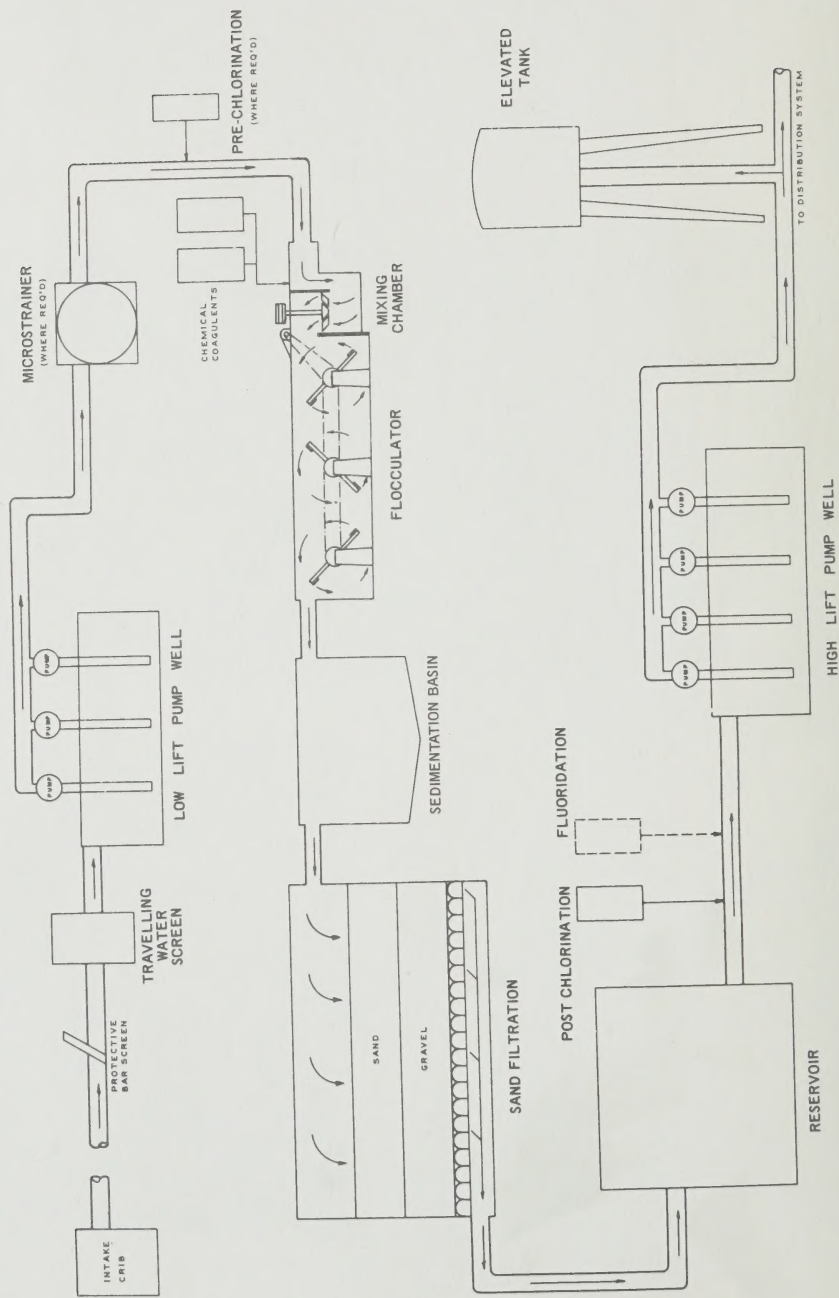 INTAKE
CRIB
PROTECTIVE
BAR SCREEN
TRAVELLING
WATER
SCREEN
PUMP
PUMP
PUMP
LOW LIFT PUMP WELL
MICROSTRAINER
(WHERE REQ'D)
PRE-CHLORINATION
(WHERE REQ'D)
CHEMICAL
COAGULENTS
MIXING
CHAMBER
FLOCCULATOR
SEDIMENTATION BASIN
SAND
GRAVEL
SAND FILTRATION
RESERVOIR
POST CHLORINATION
FLUORIDATION
PUMP
PUMP
PUMP
PUMP
HIGH LIFT PUMP WELL
ELEVATED
TANK
TO DISTRIBUTION SYSTEM